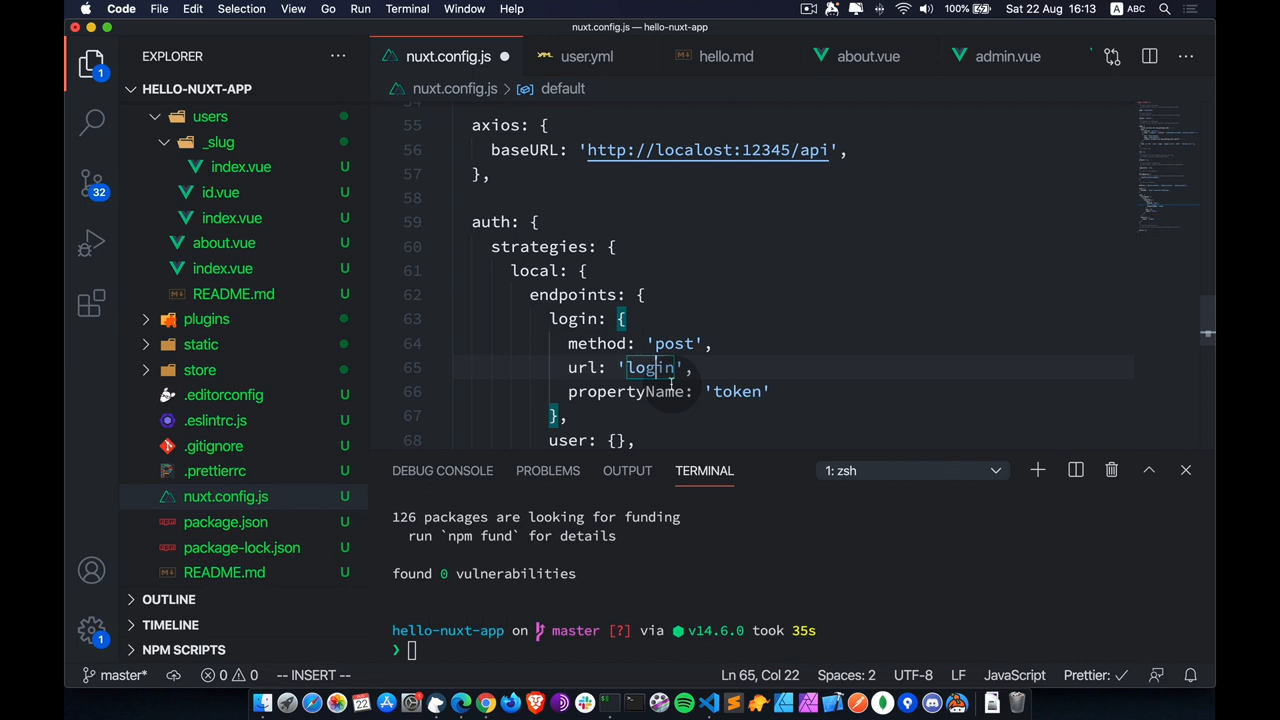 Code File Edit Selection View Go Run Terminal Window Help 100% Sat 22 Aug 16:13 A ABC
nuxt.config.js — hello-nuxt-app
EXPLORER
nuxt.config.js user.yml hello.md about.vue admin.vue
HELLO-NUXT-APP
nuxt.config.js > default
users
_slug
index.vue U
id.vue U
index.vue U
about.vue U
index.vue U
README.md U
plugins
static
store
.editorconfig U
.eslintrc.js U
.gitignore U
.prettierrc U
nuxt.config.js U
package.json U
package-lock.json U
README.md U
OUTLINE
TIMELINE
NPM SCRIPTS
1
32
1
54
55 axios: {
56 baseURL: 'http://localost:12345/api',
57 },
58
59 auth: {
60 strategies: {
61 local: {
62 endpoints: {
63 login: {
64 method: 'post',
65 url: 'login',
66 propertyName: 'token'
67 },
68 user: {},
DEBUG CONSOLE PROBLEMS OUTPUT TERMINAL 1: zsh
126 packages are looking for funding
run `npm fund` for details
found 0 vulnerabilities
hello-nuxt-app on master [?] via v14.6.0 took 35s
❯
master* 0 0 -- INSERT -- Ln 65, Col 22 Spaces: 2 UTF-8 LF JavaScript Prettier: ✓
22